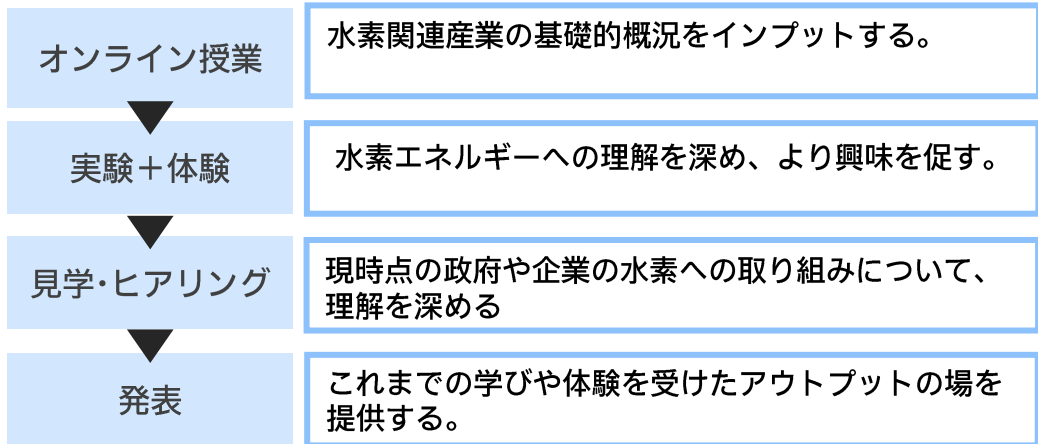 オンライン授業
水素関連産業の基礎的概況をインプットする。
実験＋体験
水素エネルギーへの理解を深め、より興味を促す。
見学･ヒアリング
現時点の政府や企業の水素への取り組みについて、
理解を深める
発表
これまでの学びや体験を受けたアウトプットの場を
提供する。